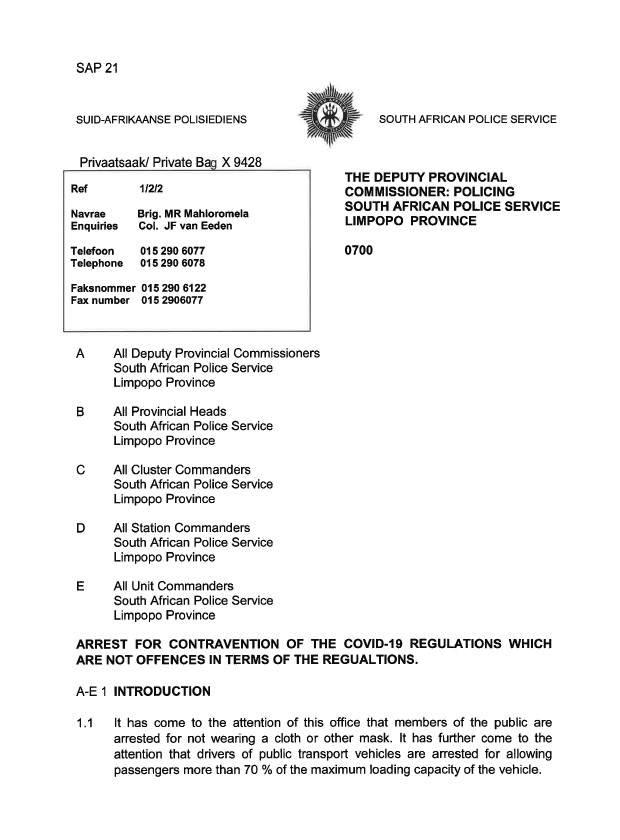 SAP 21
SUID-AFRIKAANSE POLISIEDIENS
SOUTH AFRICAN POLICE SERVICE
Privaatsaak/ Private Bag X 9428
Ref 1/2/2
Navrae Brig. MR Mahloromela
Enquiries Col. JF van Eeden
Telefoon 015 290 6077
Telephone 015 290 6078
Faksnommer 015 290 6122
Fax number 015 2906077
THE DEPUTY PROVINCIAL
COMMISSIONER: POLICING
SOUTH AFRICAN POLICE SERVICE
LIMPOPO PROVINCE
0700
A All Deputy Provincial Commissioners
South African Police Service
Limpopo Province
B All Provincial Heads
South African Police Service
Limpopo Province
C All Cluster Commanders
South African Police Service
Limpopo Province
D All Station Commanders
South African Police Service
Limpopo Province
E All Unit Commanders
South African Police Service
Limpopo Province
ARREST FOR CONTRAVENTION OF THE COVID-19 REGULATIONS WHICH
ARE NOT OFFENCES IN TERMS OF THE REGUALTIONS.
A-E 1 INTRODUCTION
1.1 It has come to the attention of this office that members of the public are
arrested for not wearing a cloth or other mask. It has further come to the
attention that drivers of public transport vehicles are arrested for allowing
passengers more than 70 % of the maximum loading capacity of the vehicle.